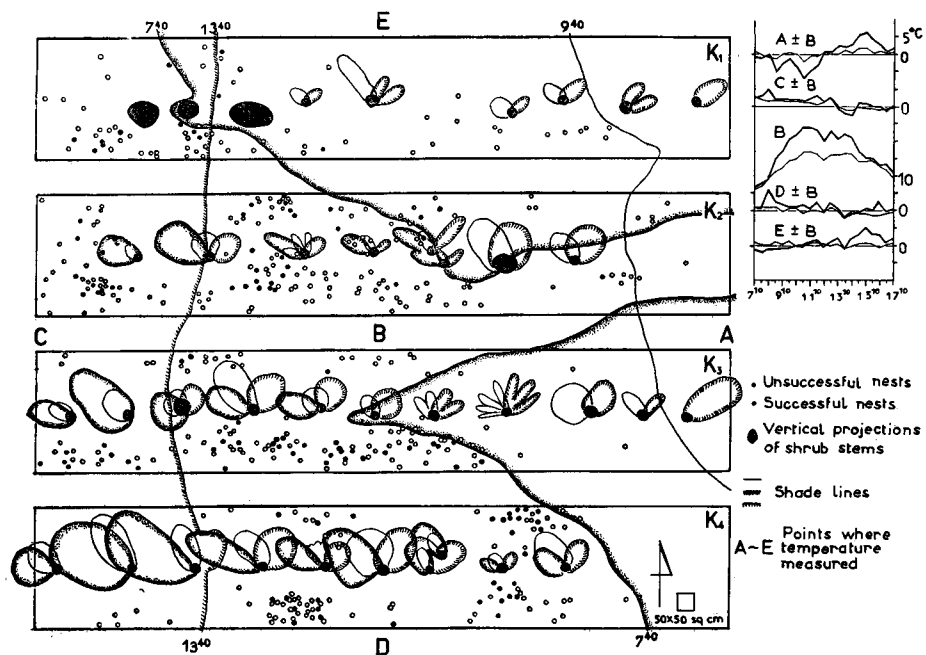 E
7⁴⁰ 13⁴⁰ 9⁴⁰
K₁
K₂
C B A
K₃
K₄
50×50 sq cm
13⁴⁰ D 7⁴⁰
5°C
A ± B
0
C ± B
0
B
10
D ± B
0
E ± B
0
7¹⁰ 9¹⁰ 11¹⁰ 13¹⁰ 15¹⁰ 17¹⁰
Unsuccessful nests
Successful nests
Vertical projections
of shrub stems
Shade lines
A~E Points where
temperature
measured